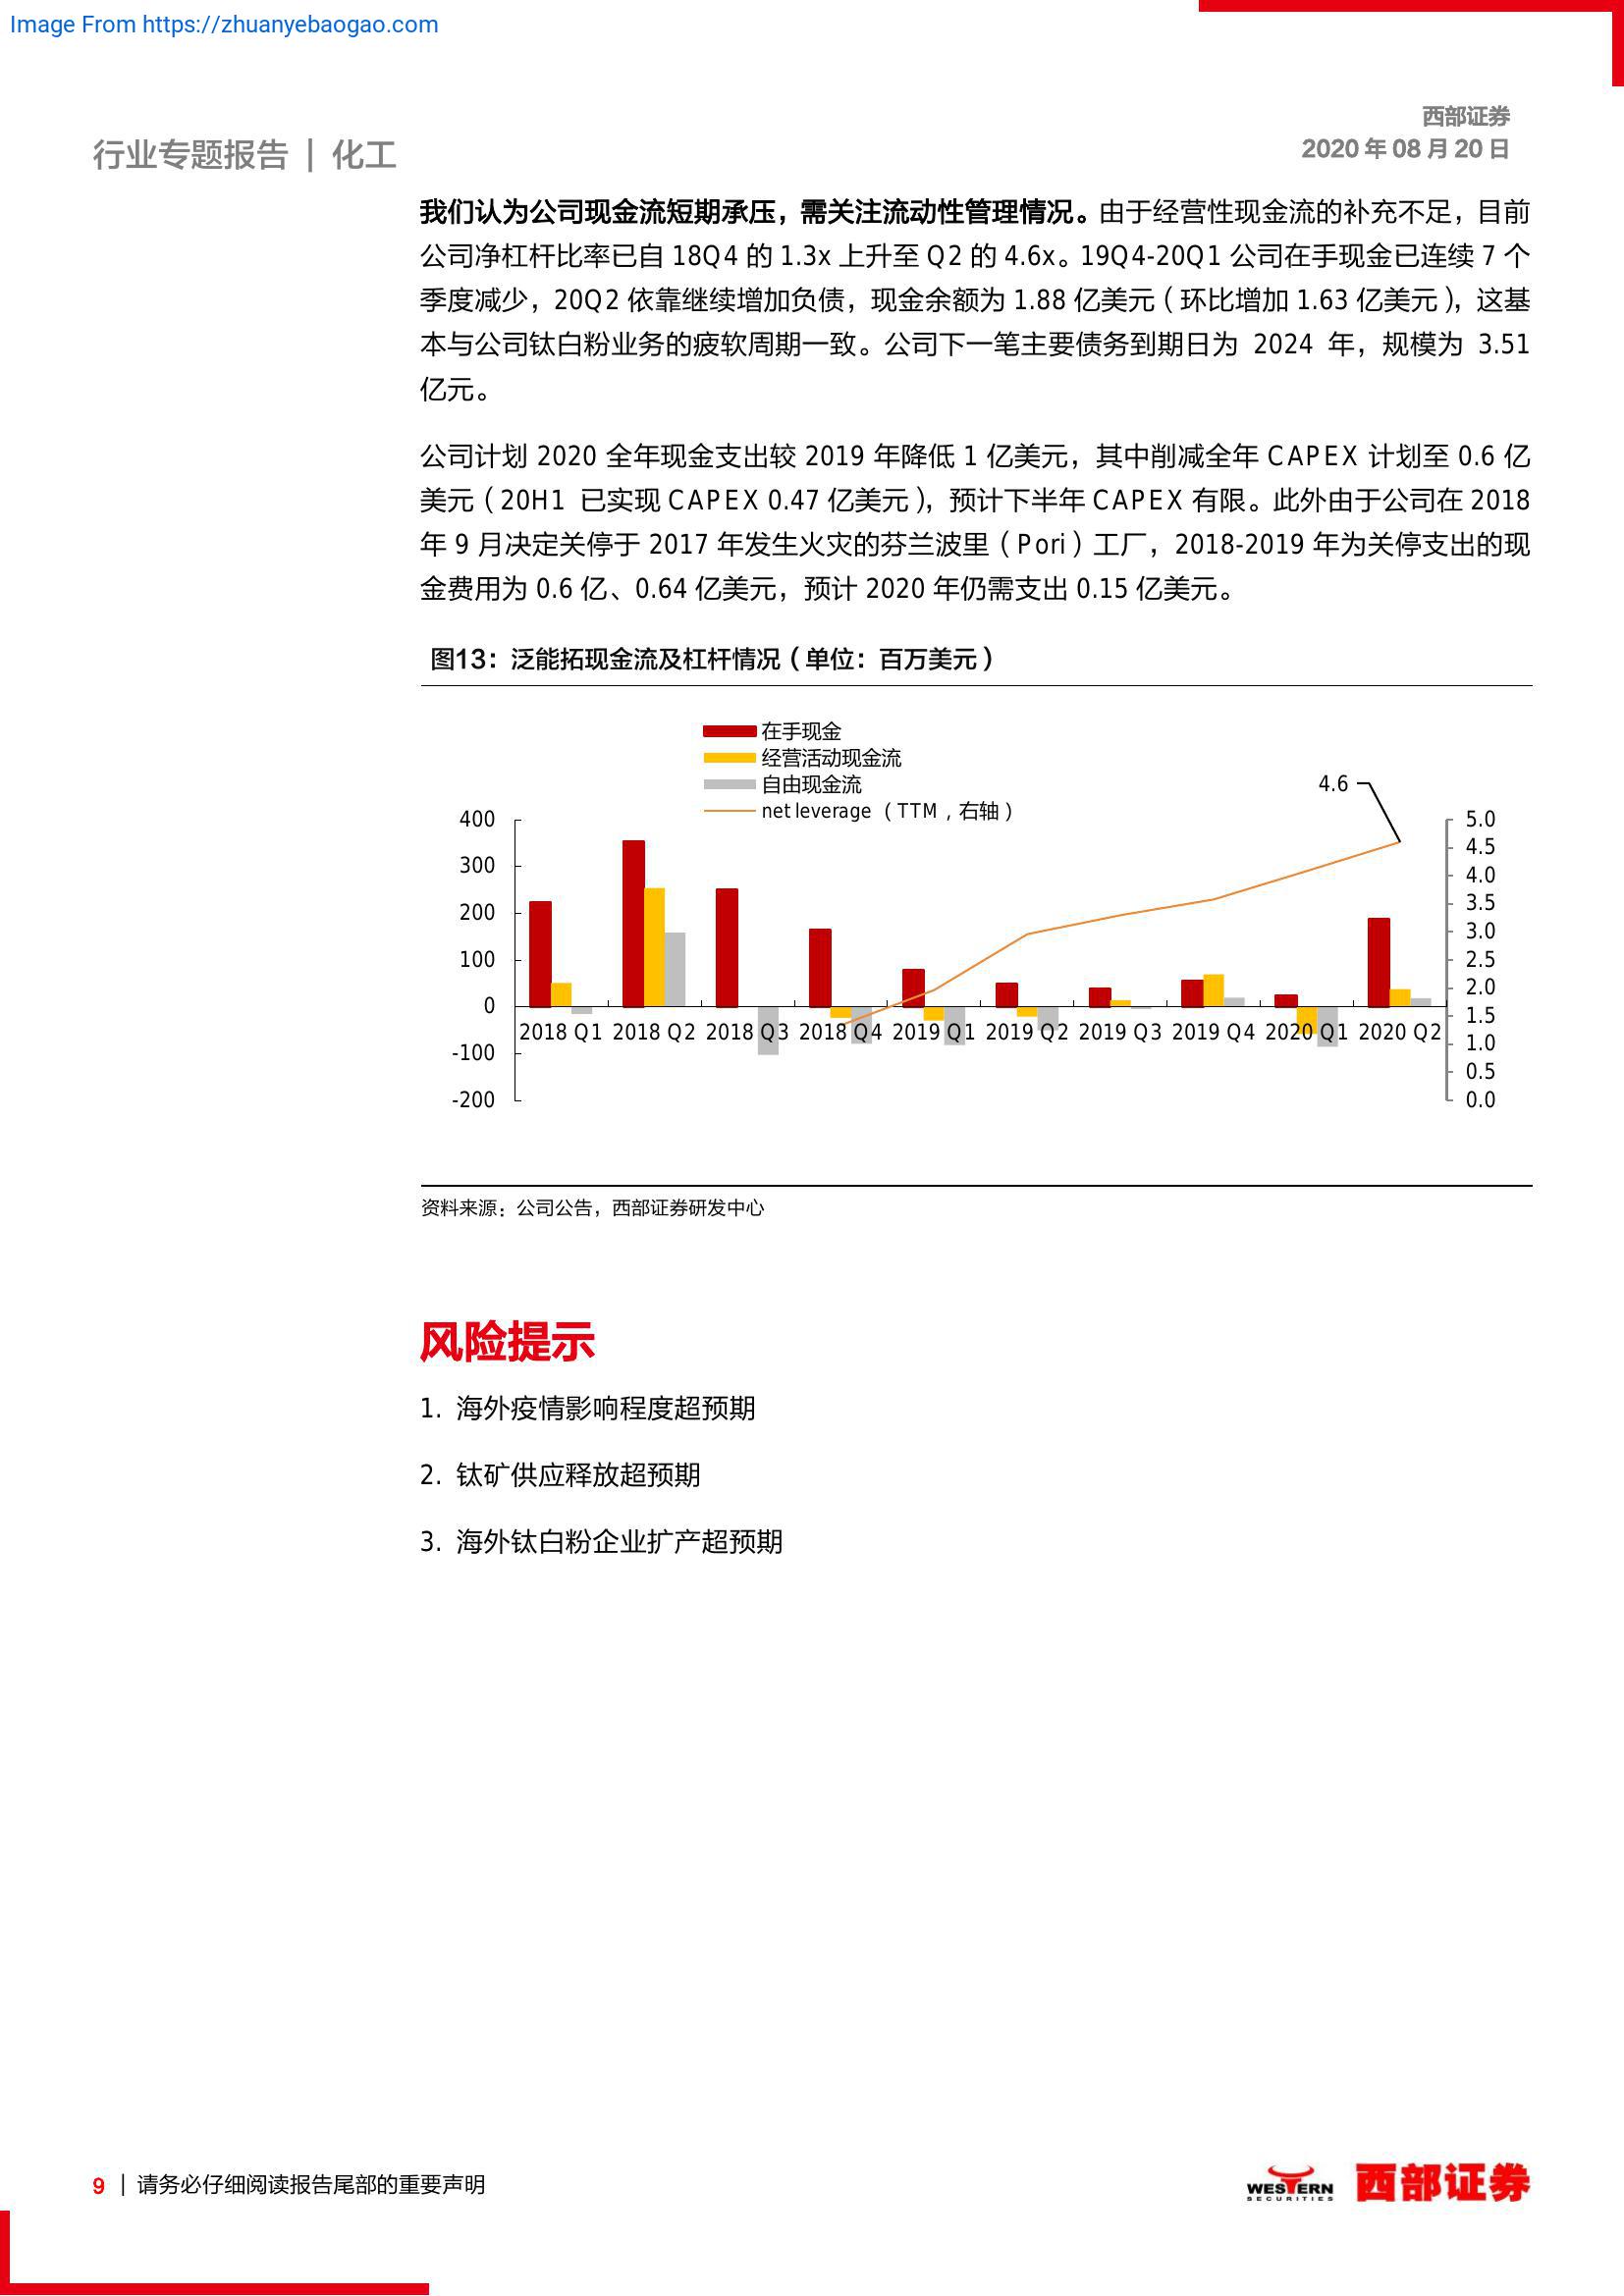 Image From https://zhuanyebaogao.com
西部证券
2020 年 08 月 20 日
行业专题报告 | 化工
我们认为公司现金流短期承压，需关注流动性管理情况。由于经营性现金流的补充不足，目前
公司净杠杆比率已自 18Q4 的 1.3x 上升至 Q2 的 4.6x。19Q4-20Q1 公司在手现金已连续 7 个
季度减少，20Q2 依靠继续增加负债，现金余额为 1.88 亿美元（环比增加 1.63 亿美元），这基
本与公司钛白粉业务的疲软周期一致。公司下一笔主要债务到期日为 2024 年，规模为 3.51
亿元。
公司计划 2020 全年现金支出较 2019 年降低 1 亿美元，其中削减全年 CAPEX 计划至 0.6 亿
美元（20H1 已实现 CAPEX 0.47 亿美元），预计下半年 CAPEX 有限。此外由于公司在 2018
年 9 月决定关停于 2017 年发生火灾的芬兰波里（Pori）工厂，2018-2019 年为关停支出的现
金费用为 0.6 亿、0.64 亿美元，预计 2020 年仍需支出 0.15 亿美元。
图13：泛能拓现金流及杠杆情况（单位：百万美元）
在手现金
经营活动现金流
自由现金流
net leverage （TTM，右轴）
4.6
400
300
200
100
0
-100
-200
5.0
4.5
4.0
3.5
3.0
2.5
2.0
1.5
1.0
0.5
0.0
2018 Q1 2018 Q2 2018 Q3 2018 Q4 2019 Q1 2019 Q2 2019 Q3 2019 Q4 2020 Q1 2020 Q2
资料来源：公司公告，西部证券研发中心
风险提示
1. 海外疫情影响程度超预期
2. 钛矿供应释放超预期
3. 海外钛白粉企业扩产超预期
9 | 请务必仔细阅读报告尾部的重要声明
WESTERN
SECURITIES
西部证券